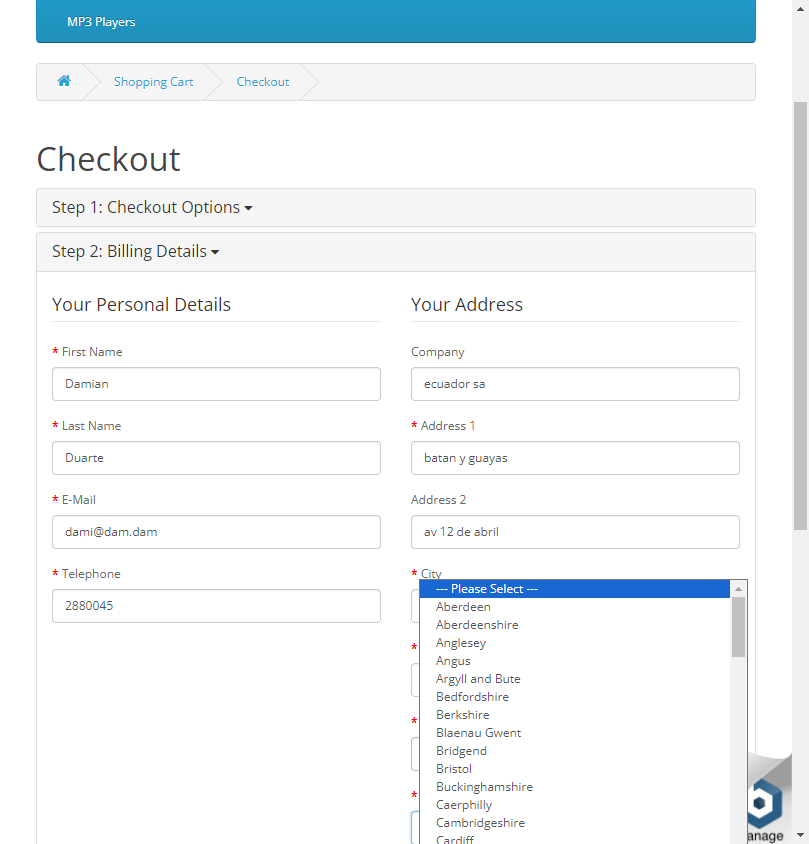 MP3 Players
Shopping Cart
Checkout
Checkout
Step 1: Checkout Options
Step 2: Billing Details
Your Personal Details
* First Name
Damian
* Last Name
Duarte
* E-Mail
dami@dam.dam
* Telephone
2880045
Your Address
Company
ecuador sa
* Address 1
batan y guayas
Address 2
av 12 de abril
* City
*
*
*
--- Please Select ---
Aberdeen
Aberdeenshire
Anglesey
Angus
Argyll and Bute
Bedfordshire
Berkshire
Blaenau Gwent
Bridgend
Bristol
Buckinghamshire
Caerphilly
Cambridgeshire
Cardiff
anage